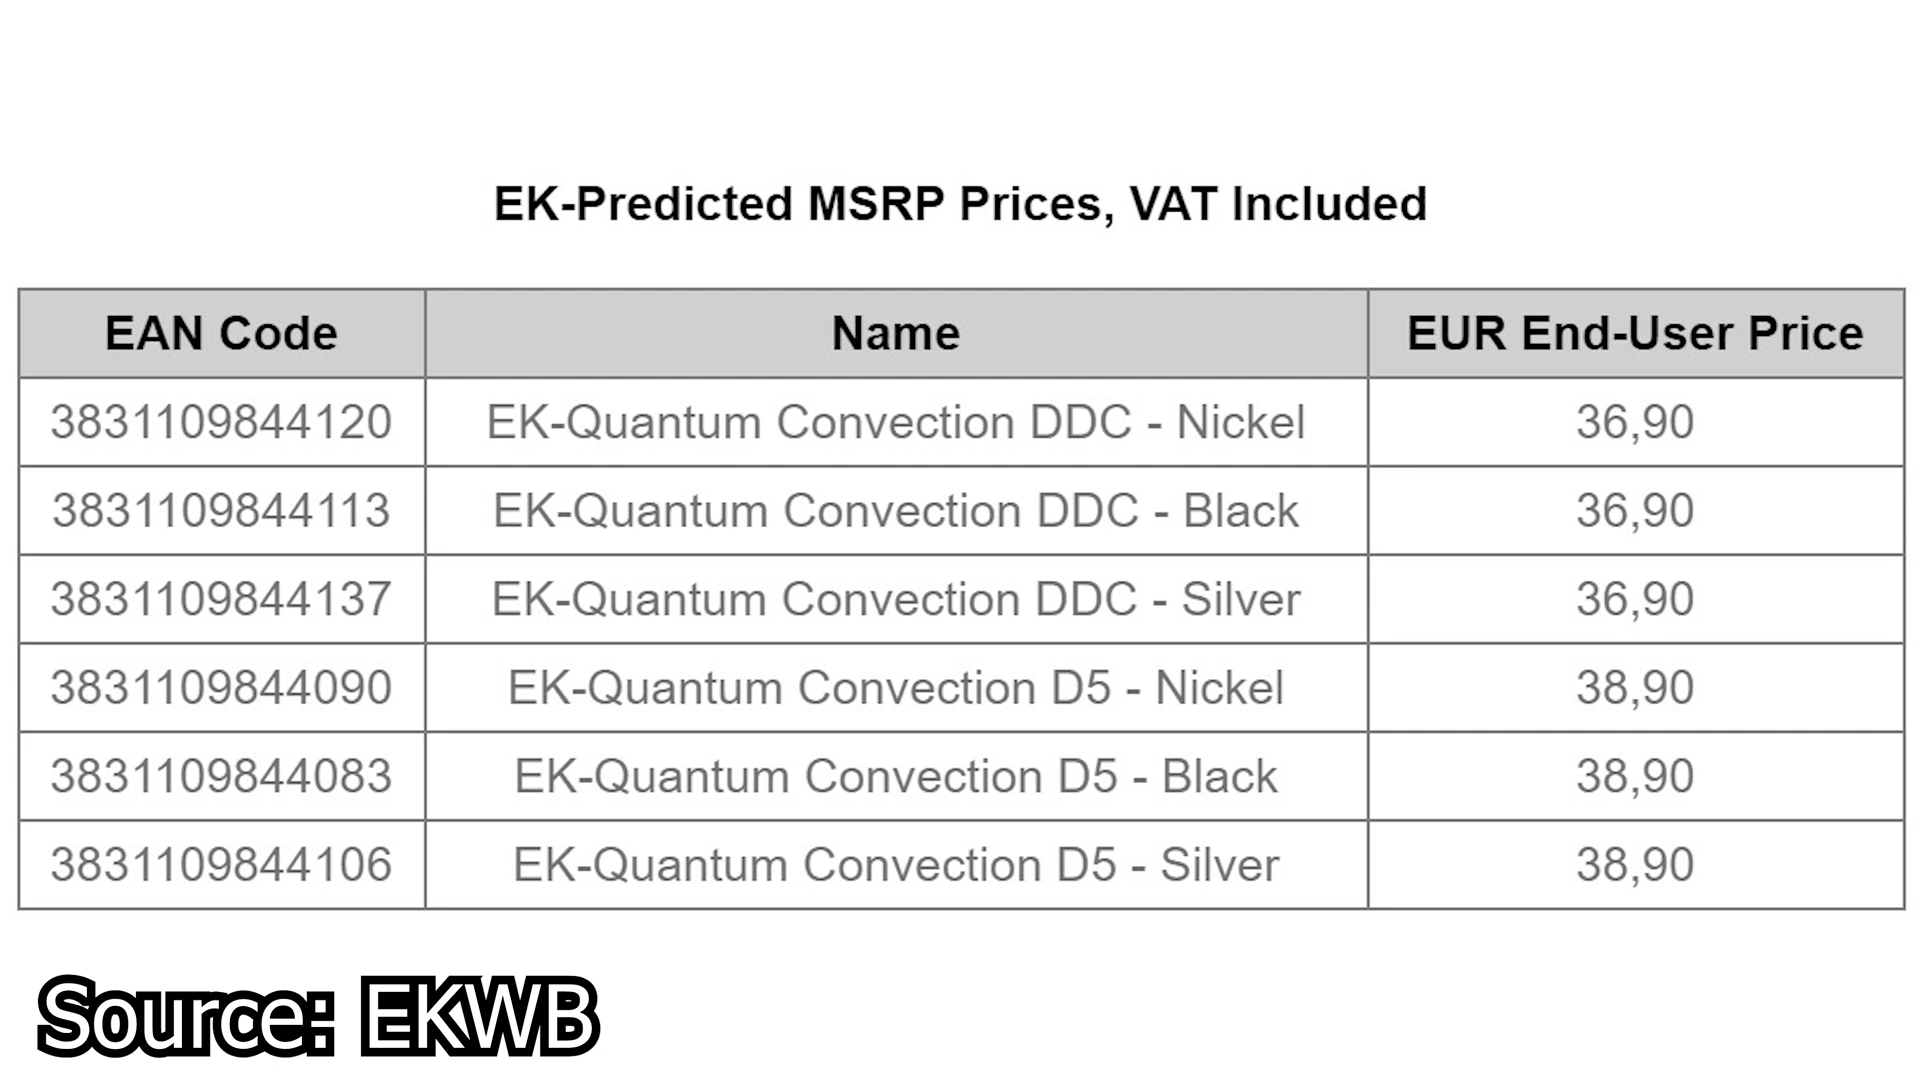 EK-Predicted MSRP Prices, VAT Included
EAN Code Name EUR End-User Price
3831109844120 EK-Quantum Convection DDC - Nickel 36,90
3831109844113 EK-Quantum Convection DDC - Black 36,90
3831109844137 EK-Quantum Convection DDC - Silver 36,90
3831109844090 EK-Quantum Convection D5 - Nickel 38,90
3831109844083 EK-Quantum Convection D5 - Black 38,90
3831109844106 EK-Quantum Convection D5 - Silver 38,90
Source: EKWB